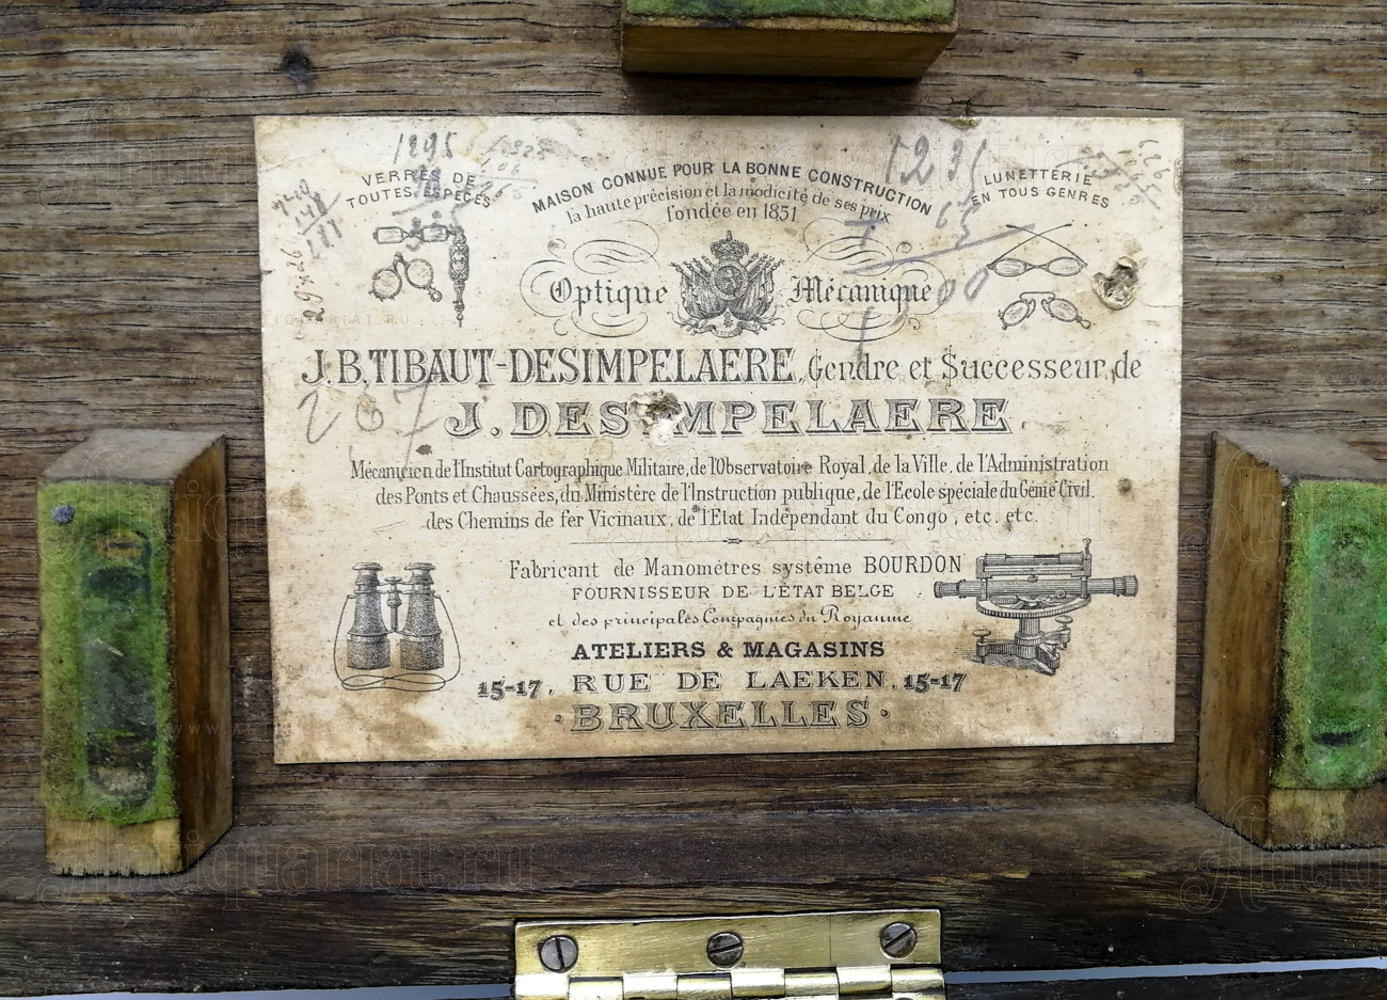 VERRES DE
TOUTES ESPÈCES
MAISON CONNUE POUR LA BONNE CONSTRUCTION
la haute précision et la modicité de ses prix
fondée en 1851
LUNETTERIE
EN TOUS GENRES
1295
267
Optique Mécanique
J.B. TIBAUT-DESIMPELAERE, Gendre et Successeur de
J. DESIMPELAERE.
Mécanicien de l'Institut Cartographique Militaire, de l'Observatoire Royal, de la Ville, de l'Administration
des Ponts et Chaussées, du Ministère de l'Instruction publique, de l'Ecole spéciale du Génie Civil.
des Chemins de fer Vicinaux, de l'Etat Indépendant du Congo, etc. etc.
Fabricant de Manomètres système BOURDON
FOURNISSEUR DE L'ÉTAT BELGE
et des principales Compagnies du Royaume
ATELIERS & MAGASINS
15-17, RUE DE LAEKEN, 15-17
BRUXELLES
Antiquariat.ru